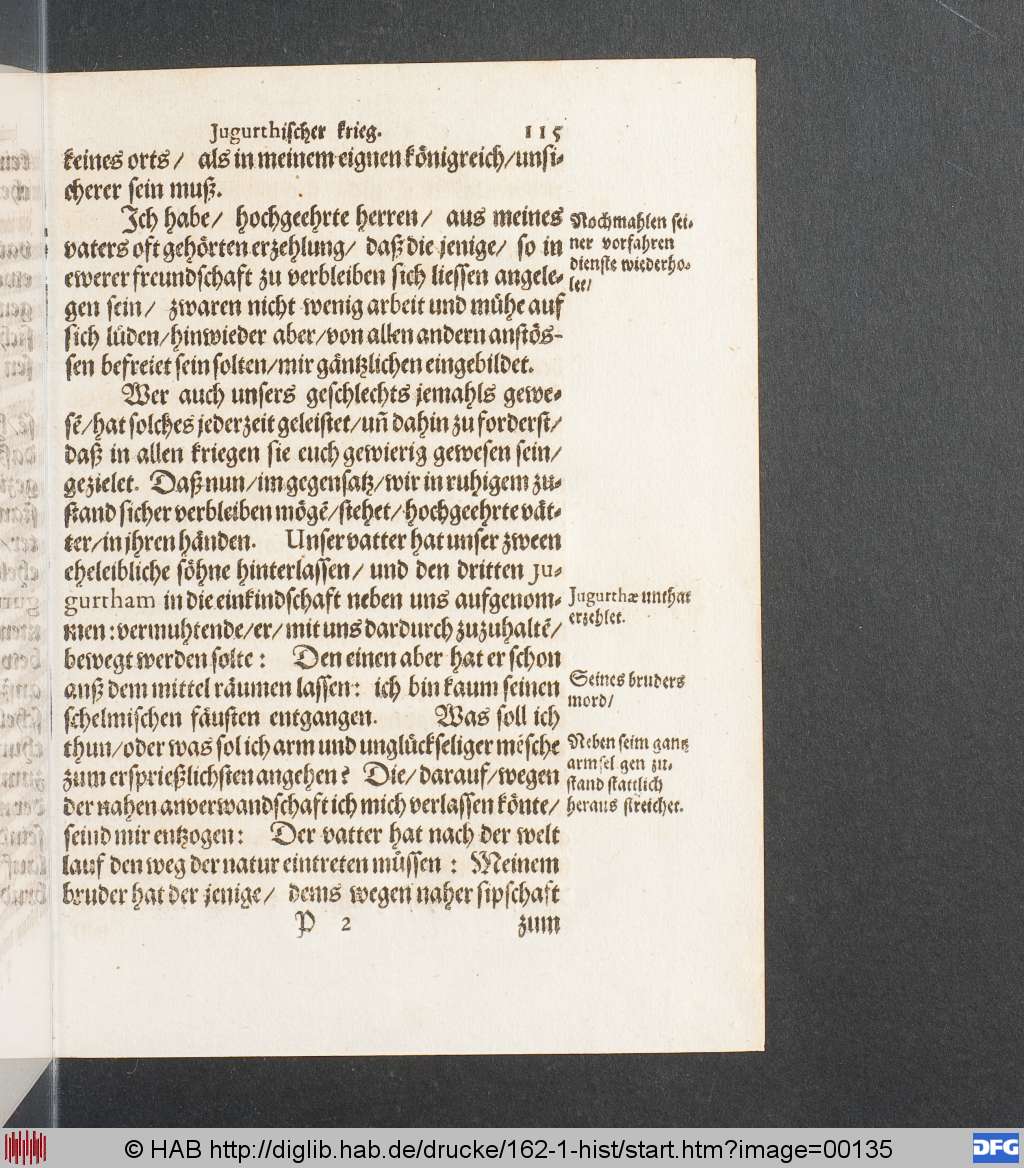 Jugurthischer krieg. 115
keines orts/ als in meinem eignen königreich/unsi-
cherer sein muß.
Ich habe/ hochgeehrte herren/ aus meines
vaters oft gehörten erzehlung/ daß die jenige/ so in
ewerer freundschaft zu verbleiben sich liessen angele-
gen sein/ zwaren nicht wenig arbeit und mühe auf
sich lůden/hinwieder aber/von allen andern anstös-
sen befreiet sein solten/mir gäntzlichen eingebildet.
Wer auch unsers geschlechts jemahls gewe-
sẽ/hat solches jederzeit geleistet/uñ dahin zu forderst/
daß in allen kriegen sie euch gewierig gewesen sein/
gezielet. Daß nun/im gegensatz/wir in ruhigem zu-
stand sicher verbleiben mögẽ/stehet/hochgeehrte vät-
ter/in jhren händen. Unser vatter hat unser zween
eheleibliche söhne hinterlassen/ und den dritten Ju-
gurtham in die einkindschaft neben uns aufgenom-
men: vermuhtende/er/mit uns dardurch zuzuhaltẽ/
bewegt werden solte: Den einen aber hat er schon
auß dem mittel räumen lassen: ich bin kaum seinen
schelmischen fäusten entgangen. Was soll ich
thun/oder was sol ich arm und unglückseliger mẽsche
zum ersprießlichsten angehen? Die/darauf/wegen
der nahen anverwandschaft ich mich verlassen könte/
seind mir entzogen: Der vatter hat nach der welt
lauf den weg der natur eintreten müssen: Meinem
bruder hat der jenige/ dems wegen naher sipschaft
P 2 zum
Nochmahlen sei-
ner vorfahren
dienste wiederho-
let/
Jugurthæ unthat
erzehlet.
Seines bruders
mord/
Neben seim gantz
armsel gen zu-
stand stattlich
heraus streichet.
© HAB http://diglib.hab.de/drucke/162-1-hist/start.htm?image=00135
DFG